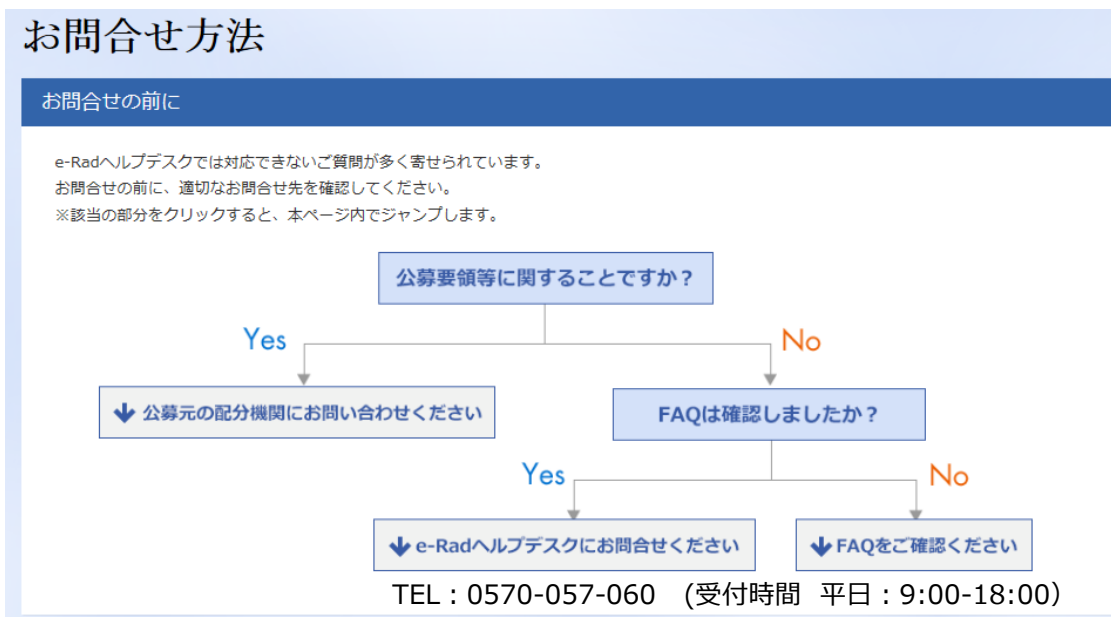 お問合せ方法
お問合せの前に
e-Radヘルプデスクでは対応できないご質問が多く寄せられています。
お問合せの前に、適切なお問合せ先を確認してください。
※該当の部分をクリックすると、本ページ内でジャンプします。
公募要領等に関することですか？
Yes
No
公募元の配分機関にお問い合わせください
FAQは確認しましたか？
Yes
No
e-Radヘルプデスクにお問合せください
FAQをご確認ください
TEL：0570-057-060 (受付時間 平日：9:00-18:00）